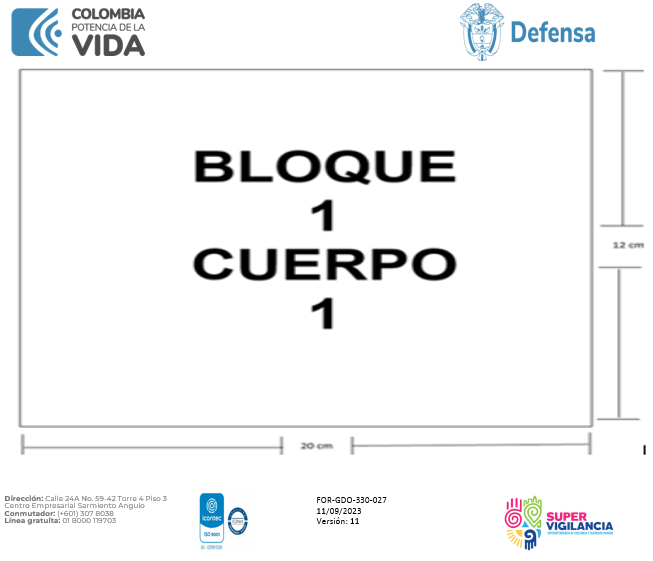 COLOMBIA
POTENCIA DE LA
VIDA
Defensa
BLOQUE
1
CUERPO
1
12 cm
20 cm
Dirección: Calle 24A No. 59-42 Torre 4 Piso 3
Centro Empresarial Sarmiento Angulo
Conmutador: (+601) 307 8038
Línea gratuita: 01 8000 119703
icontec
ISO 9001
FOR-GDO-330-027
11/09/2023
Versión: 11
SUPER
VIGILANCIA